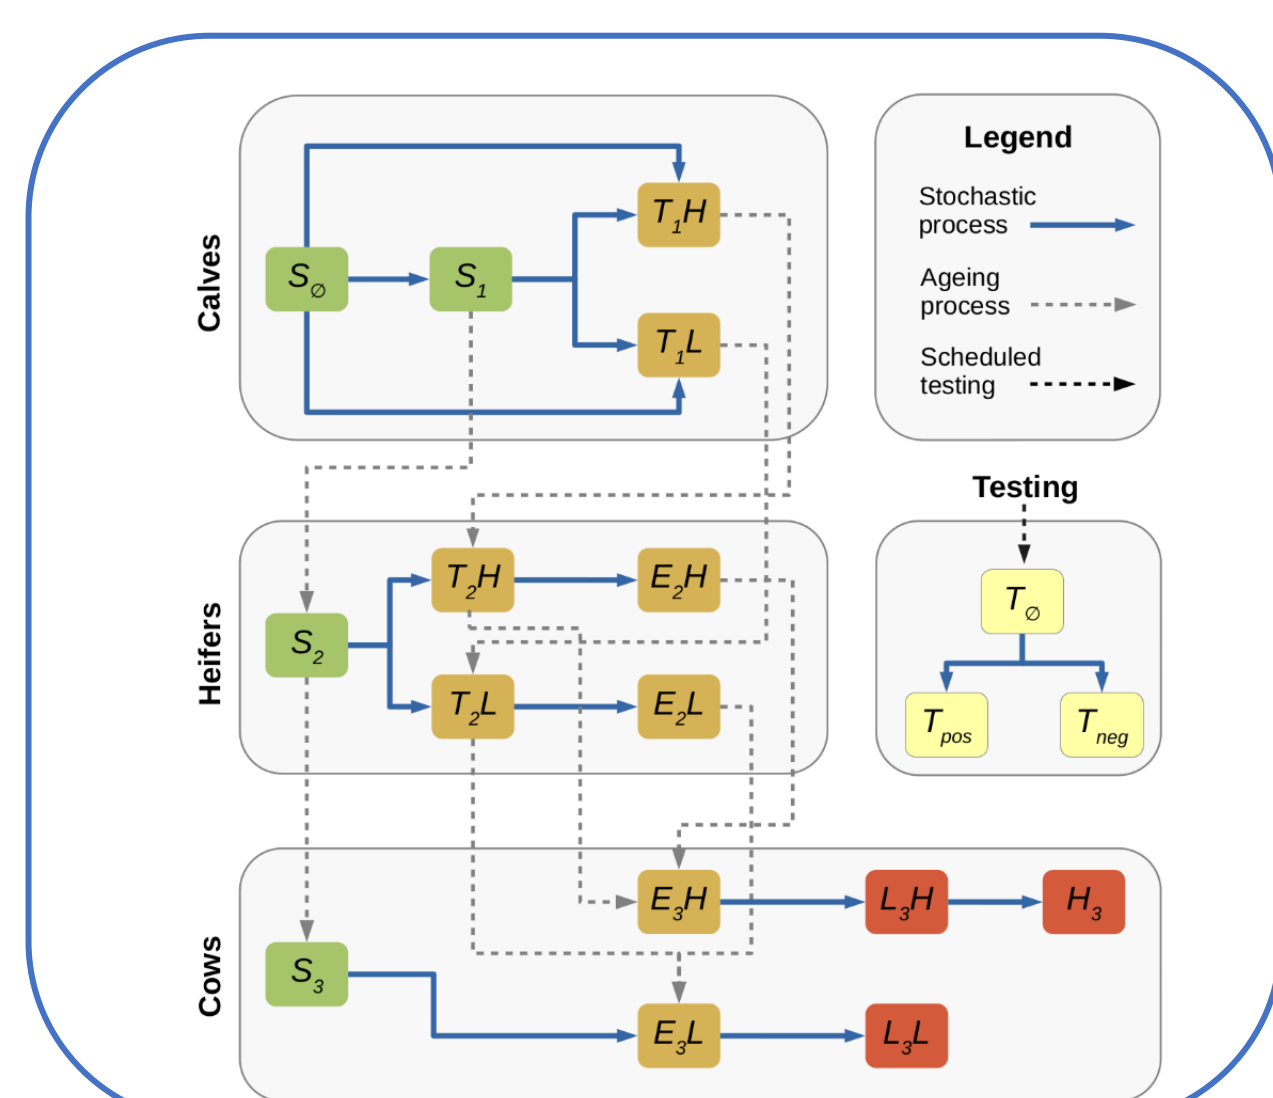 Calves
S∅
S1
T1H
T1L
Legend
Stochastic
process
Ageing
process
Scheduled
testing
Heifers
S2
T2H
E2H
T2L
E2L
Testing
T∅
Tpos
Tneg
Cows
S3
E3H
L3H
H3
E3L
L3L